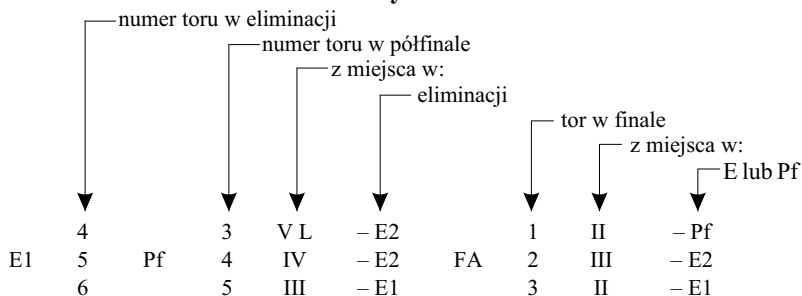 numer toru w eliminacji
numer toru w półfinale
z miejsca w:
eliminacji
tor w finale
z miejsca w:
E lub Pf
4 3 V L – E2 1 II – Pf
E1 5 Pf 4 IV – E2 FA 2 III – E2
6 5 III – E1 3 II – E1